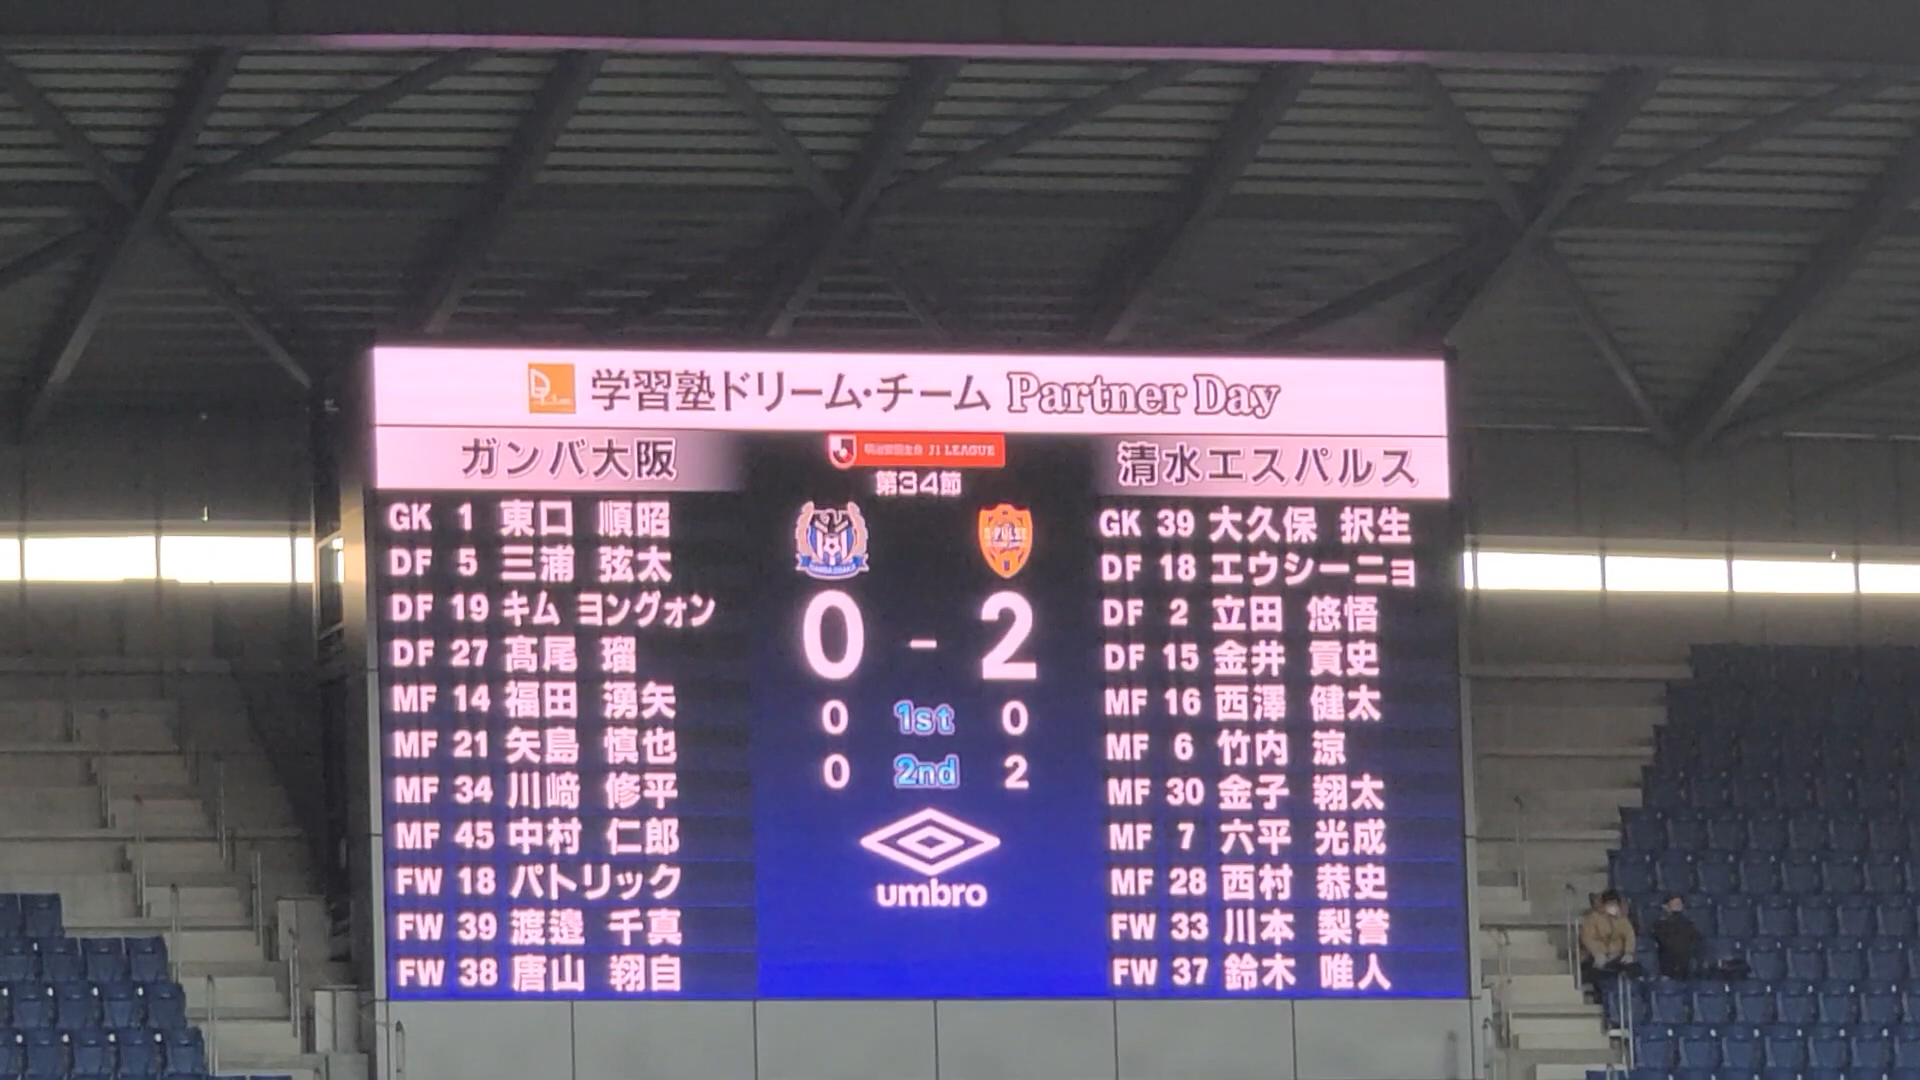 学習塾ドリーム・チーム Partner Day
ガンバ大阪
明治安田生命 J1 LEAGUE
清水エスパルス
第34節
GK 1 東口 順昭
DF 5 三浦 弦太
DF 19 キム ヨングォン
DF 27 髙尾 瑠
MF 14 福田 湧矢
MF 21 矢島 慎也
MF 34 川﨑 修平
MF 45 中村 仁郎
FW 18 パトリック
FW 39 渡邉 千真
FW 38 唐山 翔自
0 - 2
0 1st 0
0 2nd 2
umbro
GK 39 大久保 択生
DF 18 エウシーニョ
DF 2 立田 悠悟
DF 15 金井 貢史
MF 16 西澤 健太
MF 6 竹内 涼
MF 30 金子 翔太
MF 7 六平 光成
MF 28 西村 恭史
FW 33 川本 梨誉
FW 37 鈴木 唯人